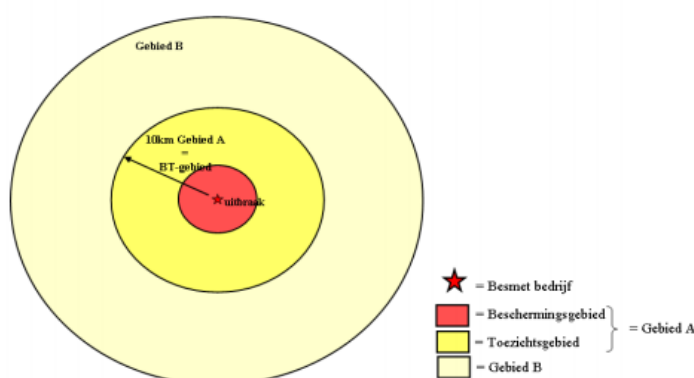 Gebied B
10km Gebied A
=
BT-gebied
uitbraak
= Besmet bedrijf
= Beschermingsgebied
= Toezichtsgebied
= Gebied A
= Gebied B